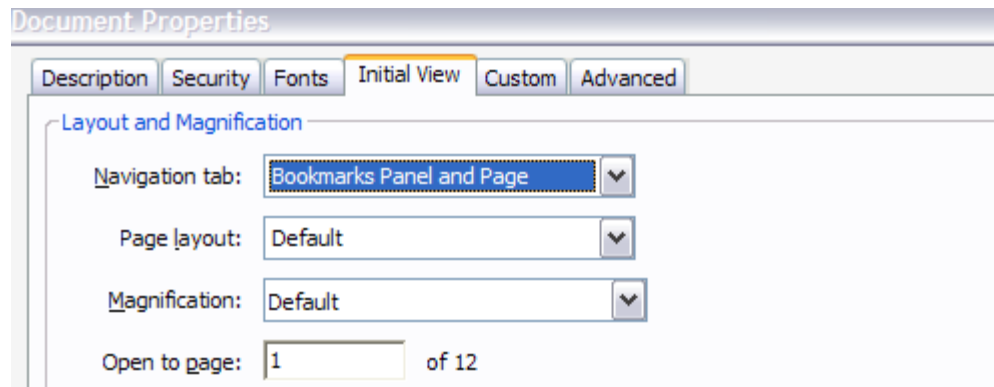 Document Properties
Description Security Fonts Initial View Custom Advanced
Layout and Magnification
Navigation tab: Bookmarks Panel and Page
Page layout: Default
Magnification: Default
Open to page: 1 of 12